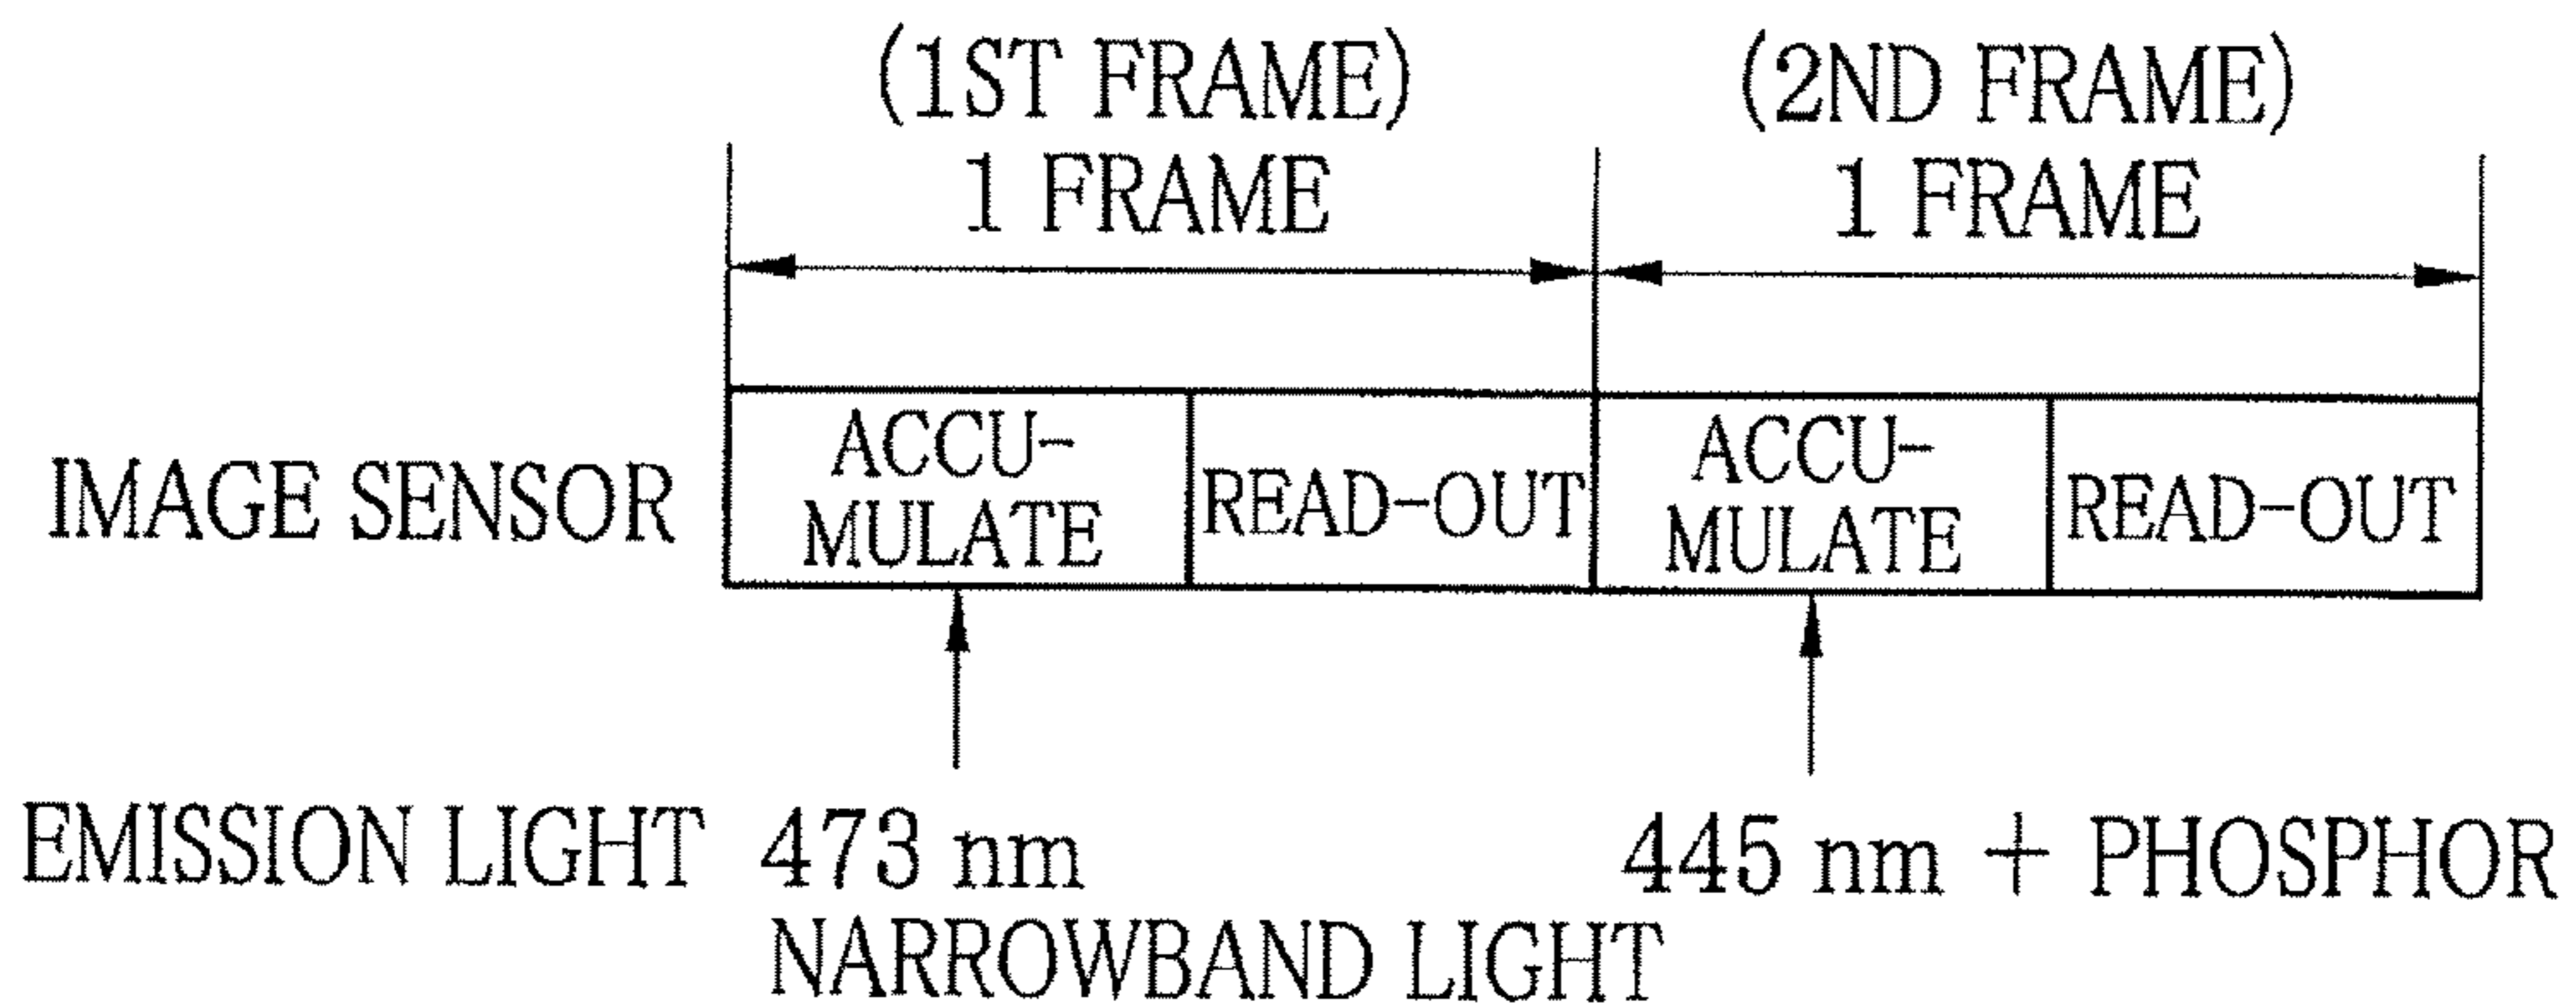 (1ST FRAME)
1 FRAME
(2ND FRAME)
1 FRAME
IMAGE SENSOR
ACCU-
MULATE
READ-OUT
ACCU-
MULATE
READ-OUT
EMISSION LIGHT
473 nm
NARROWBAND LIGHT
445 nm + PHOSPHOR